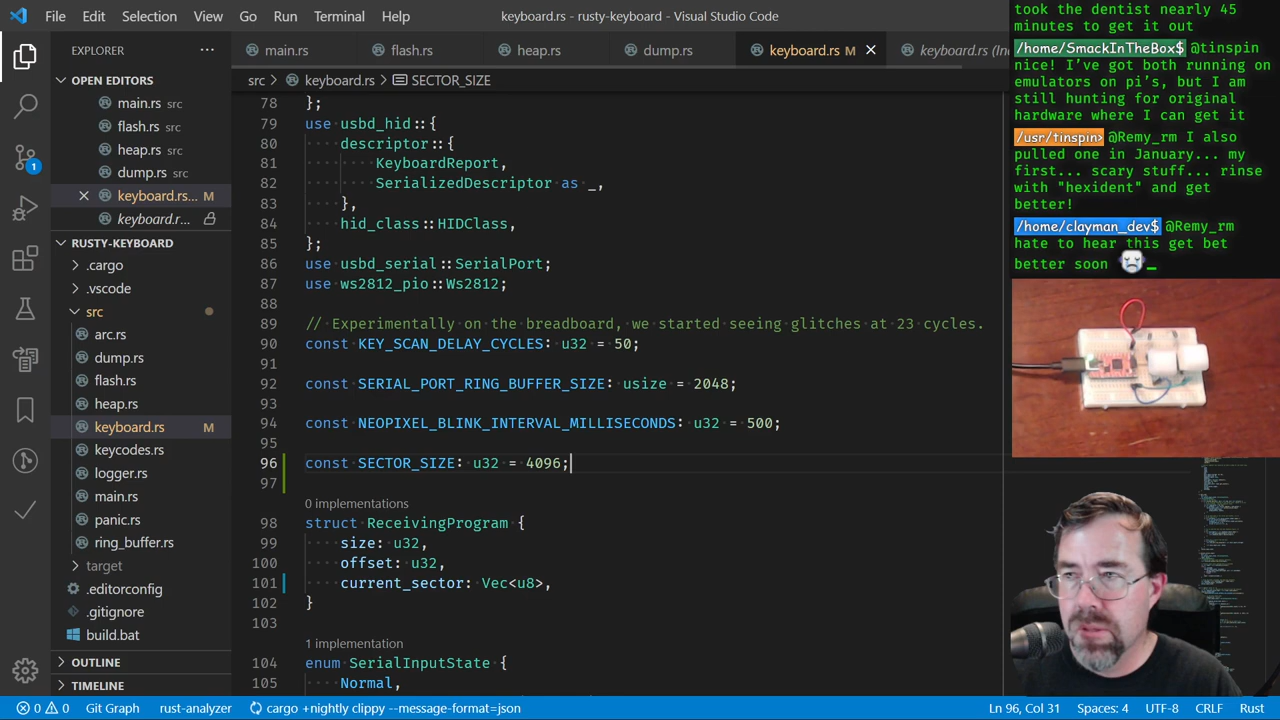 File Edit Selection View Go Run Terminal Help keyboard.rs - rusty-keyboard - Visual Studio Code
EXPLORER
OPEN EDITORS
main.rs src
flash.rs src
heap.rs src
dump.rs src
keyboard.rs... M
keyboard.r...
RUSTY-KEYBOARD
.cargo
.vscode
src
arc.rs
dump.rs
flash.rs
heap.rs
keyboard.rs M
keycodes.rs
logger.rs
main.rs
panic.rs
ring_buffer.rs
target
.editorconfig
.gitignore
build.bat
OUTLINE
TIMELINE
1
main.rs flash.rs heap.rs dump.rs keyboard.rs M keyboard.rs (In
src > keyboard.rs > SECTOR_SIZE
78 };
79 use usbd_hid::{
80 descriptor::{
81 KeyboardReport,
82 SerializedDescriptor as _,
83 },
84 hid_class::HIDClass,
85 };
86 use usbd_serial::SerialPort;
87 use ws2812_pio::Ws2812;
88
89 // Experimentally on the breadboard, we started seeing glitches at 23 cycles.
90 const KEY_SCAN_DELAY_CYCLES: u32 = 50;
91
92 const SERIAL_PORT_RING_BUFFER_SIZE: usize = 2048;
93
94 const NEOPIXEL_BLINK_INTERVAL_MILLISECONDS: u32 = 500;
95
96 const SECTOR_SIZE: u32 = 4096;
97
0 implementations
98 struct ReceivingProgram {
99 size: u32,
100 offset: u32,
101 current_sector: Vec<u8>,
102 }
103
1 implementation
104 enum SerialInputState {
105 Normal,
took the dentist nearly 45
minutes to get it out
/home/SmackInTheBox$ @tinspin
nice! I've got both running on
emulators on pi's, but I am
still hunting for original
hardware where I can get it
/usr/tinspin> @Remy_rm I also
pulled one in January... my
first... scary stuff... rinse
with "hexident" and get
better!
/home/clayman_dev$ @Remy_rm
hate to hear this get bet
better soon _
0 0 Git Graph rust-analyzer cargo +nightly clippy --message-format=json Ln 96, Col 31 Spaces: 4 UTF-8 CRLF Rust